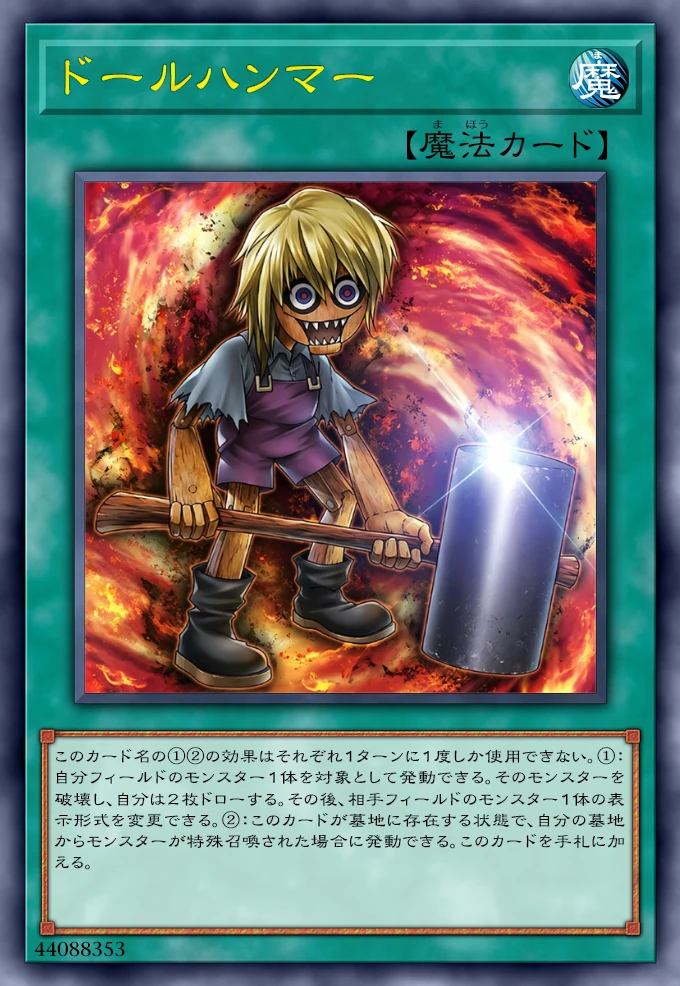 ドールハンマー
ま
魔
ま ほう
【魔法カード】
このカード名の①②の効果はそれぞれ1ターンに1度しか使用できない。①：
自分フィールドのモンスター1体を対象として発動できる。そのモンスターを
破壊し、自分は2枚ドローする。その後、相手フィールドのモンスター1体の表
示形式を変更できる。②：このカードが墓地に存在する状態で、自分の墓地
からモンスターが特殊召喚された場合に発動できる。このカードを手札に加
える。
44088353